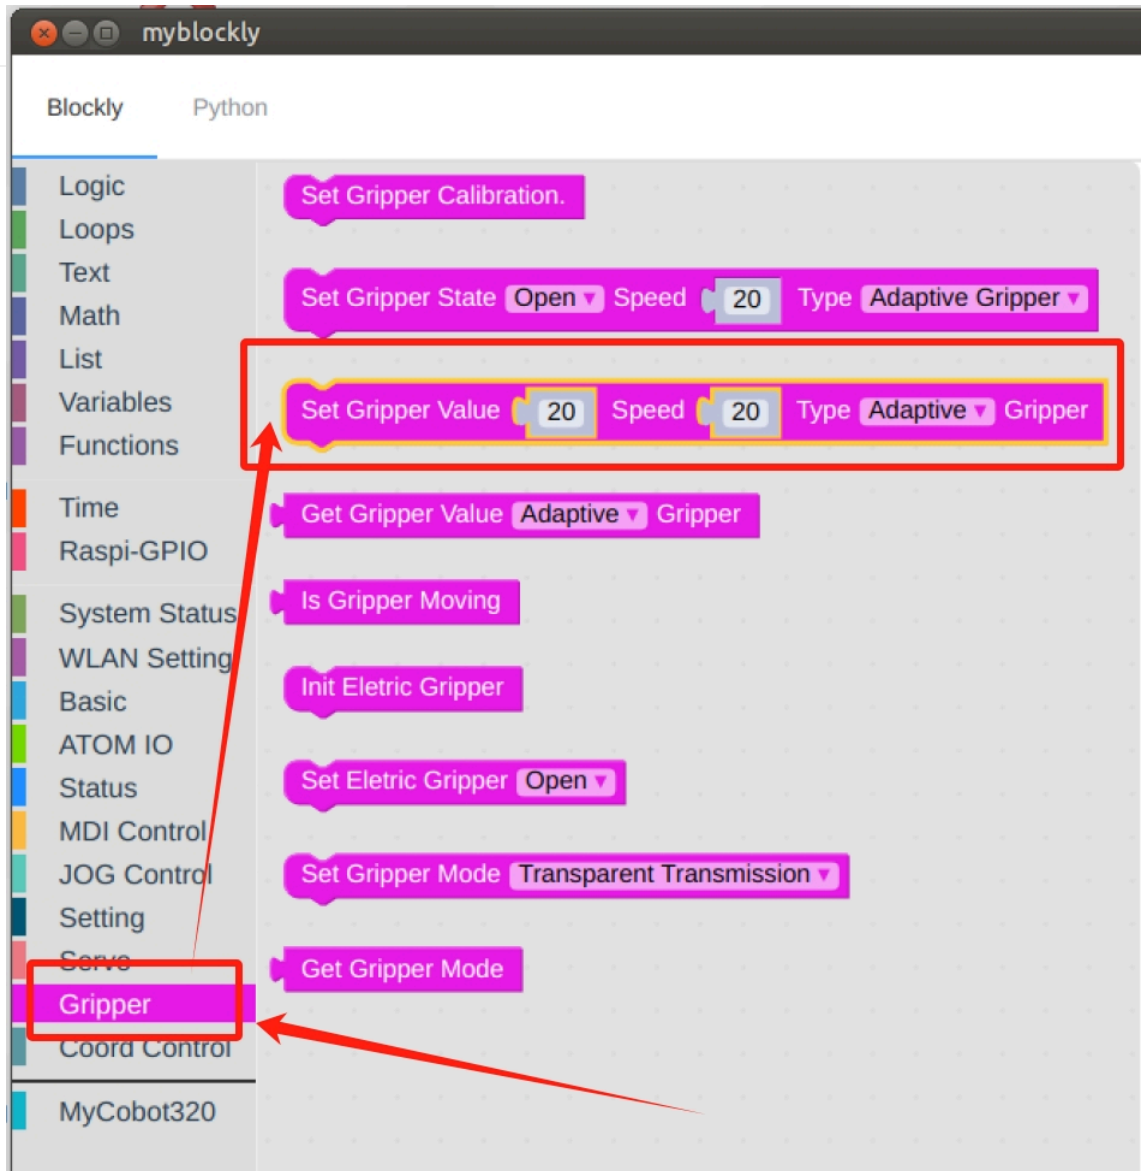 myblockly
Blockly Python
Logic
Loops
Text
Math
List
Variables
Functions
Time
Raspi-GPIO
System Status
WLAN Setting
Basic
ATOM IO
Status
MDI Control
JOG Control
Setting
Servo
Gripper
Coord Control
MyCobot320
Set Gripper Calibration.
Set Gripper State Open Speed 20 Type Adaptive Gripper
Set Gripper Value 20 Speed 20 Type Adaptive Gripper
Get Gripper Value Adaptive Gripper
Is Gripper Moving
Init Eletric Gripper
Set Eletric Gripper Open
Set Gripper Mode Transparent Transmission
Get Gripper Mode